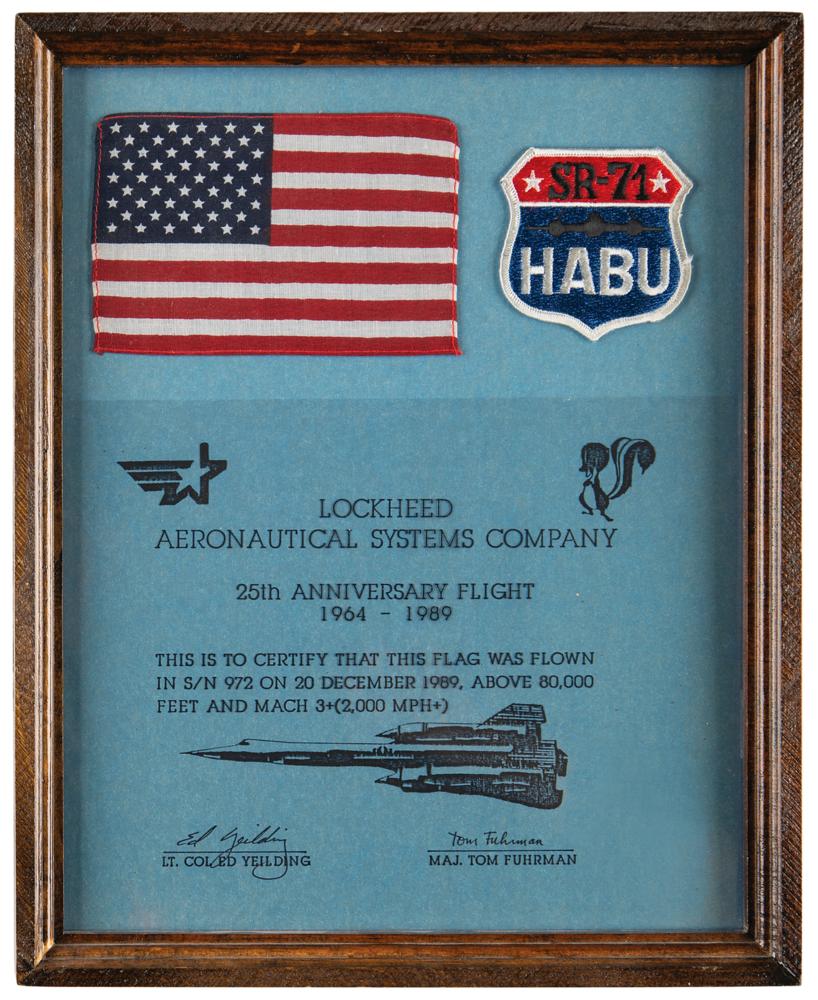 SR-71
HABU
LOCKHEED
AERONAUTICAL SYSTEMS COMPANY
25th ANNIVERSARY FLIGHT
1964 - 1989
THIS IS TO CERTIFY THAT THIS FLAG WAS FLOWN
IN S/N 972 ON 20 DECEMBER 1989, ABOVE 80,000
FEET AND MACH 3+(2,000 MPH+)
Ed Yeilding
Tom Fuhrman
LT. COL ED YEILDING
MAJ. TOM FUHRMAN